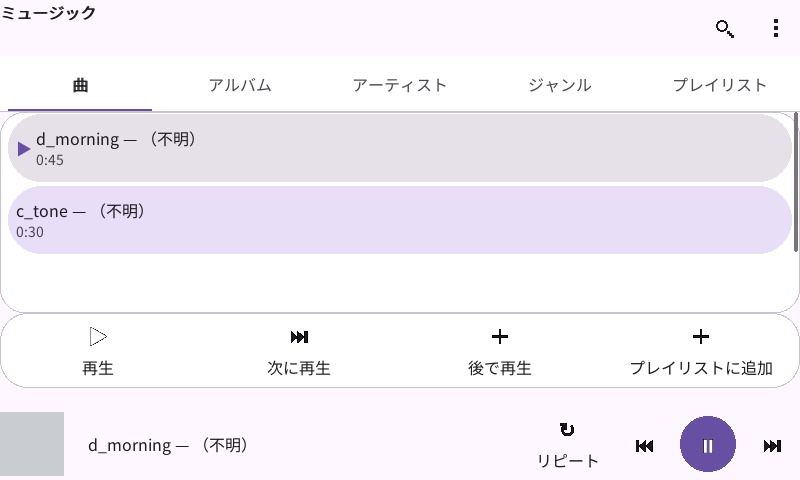 ミュージック
曲
アルバム
アーティスト
ジャンル
プレイリスト
d_morning — （不明）
0:45
c_tone — （不明）
0:30
再生
次に再生
後で再生
プレイリストに追加
d_morning — （不明）
リピート